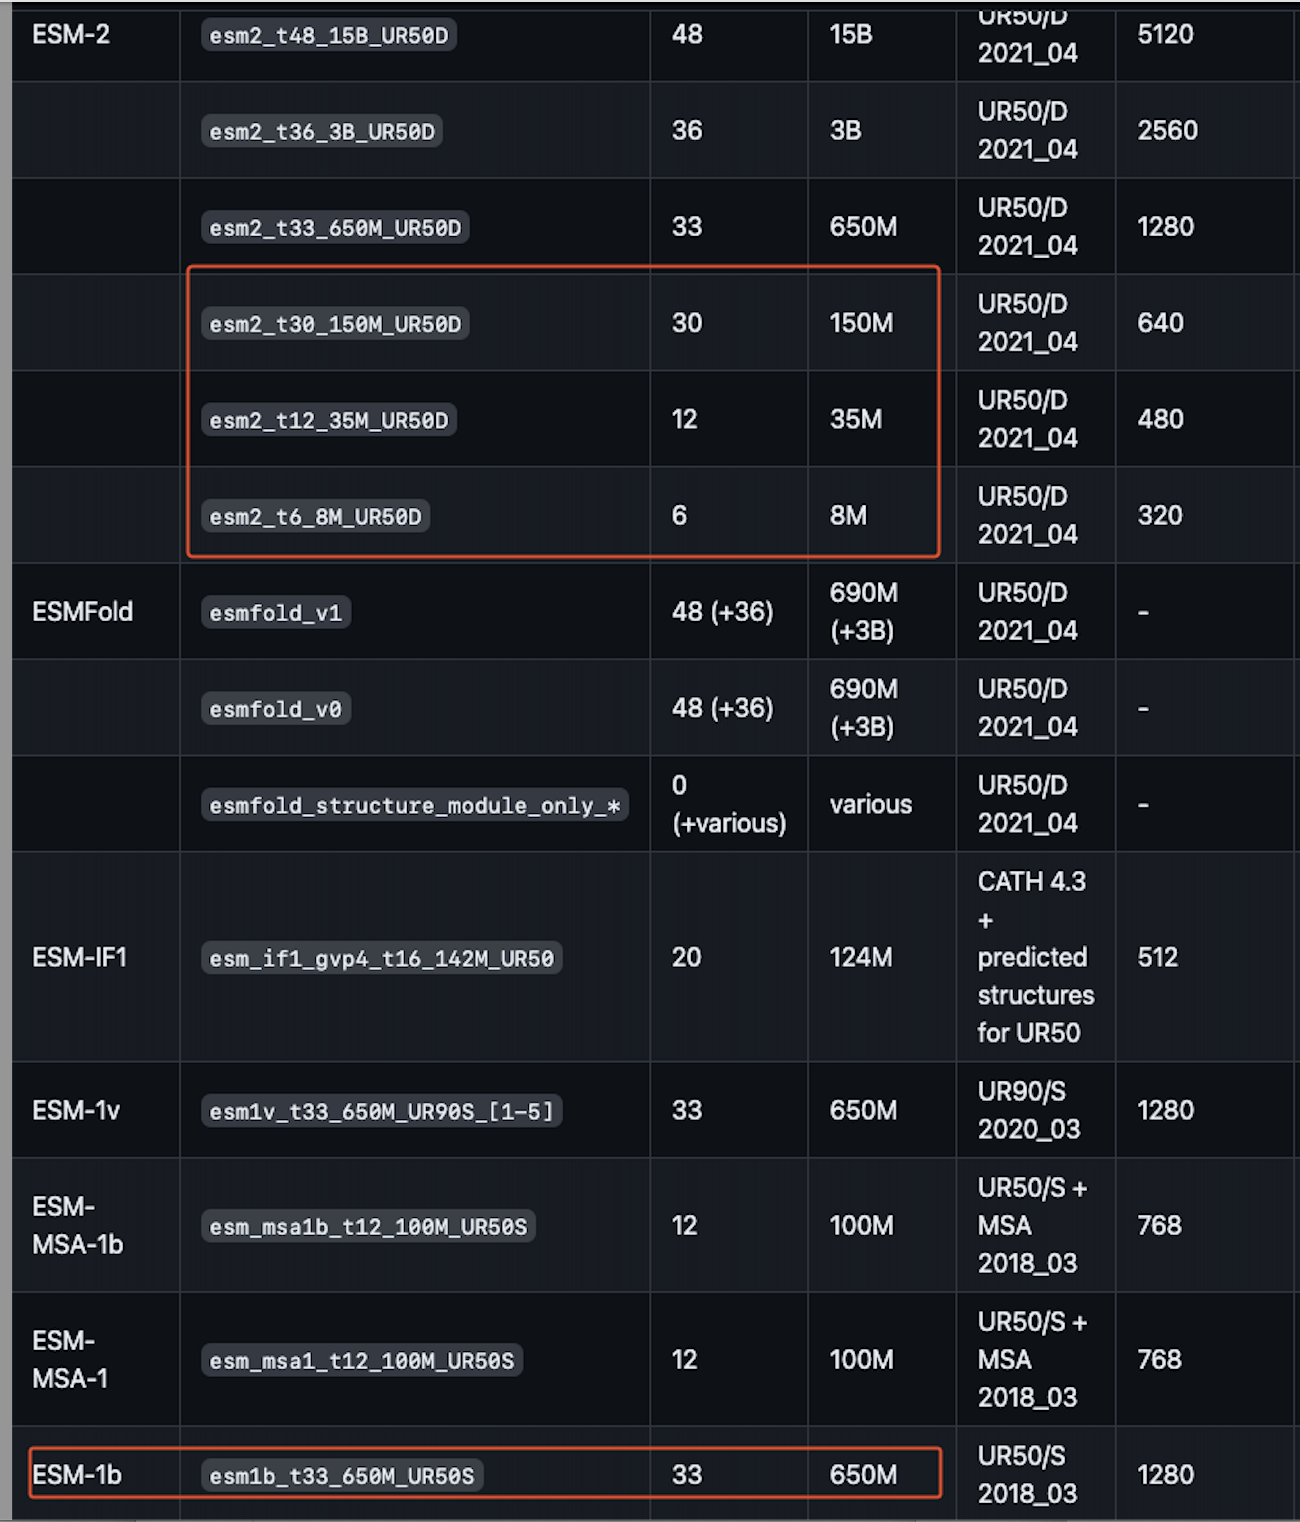 ESM-2 esm2_t48_15B_UR50D 48 15B UR50/D 5120
2021_04
esm2_t36_3B_UR50D 36 3B UR50/D 2560
2021_04
esm2_t33_650M_UR50D 33 650M UR50/D 1280
2021_04
esm2_t30_150M_UR50D 30 150M UR50/D 640
2021_04
esm2_t12_35M_UR50D 12 35M UR50/D 480
2021_04
esm2_t6_8M_UR50D 6 8M UR50/D 320
2021_04
ESMFold esmfold_v1 48 (+36) 690M UR50/D -
(+3B) 2021_04
esmfold_v0 48 (+36) 690M UR50/D -
(+3B) 2021_04
esmfold_structure_module_only_* 0 various UR50/D -
(+various) 2021_04
ESM-IF1 esm_if1_gvp4_t16_142M_UR50 20 124M CATH 4.3 512
+
predicted
structures
for UR50
ESM-1v esm1v_t33_650M_UR90S_[1-5] 33 650M UR90/S 1280
2020_03
ESM- esm_msa1b_t12_100M_UR50S 12 100M UR50/S + 768
MSA-1b MSA
2018_03
ESM- esm_msa1_t12_100M_UR50S 12 100M UR50/S + 768
MSA-1 MSA
2018_03
ESM-1b esm1b_t33_650M_UR50S 33 650M UR50/S 1280
2018_03